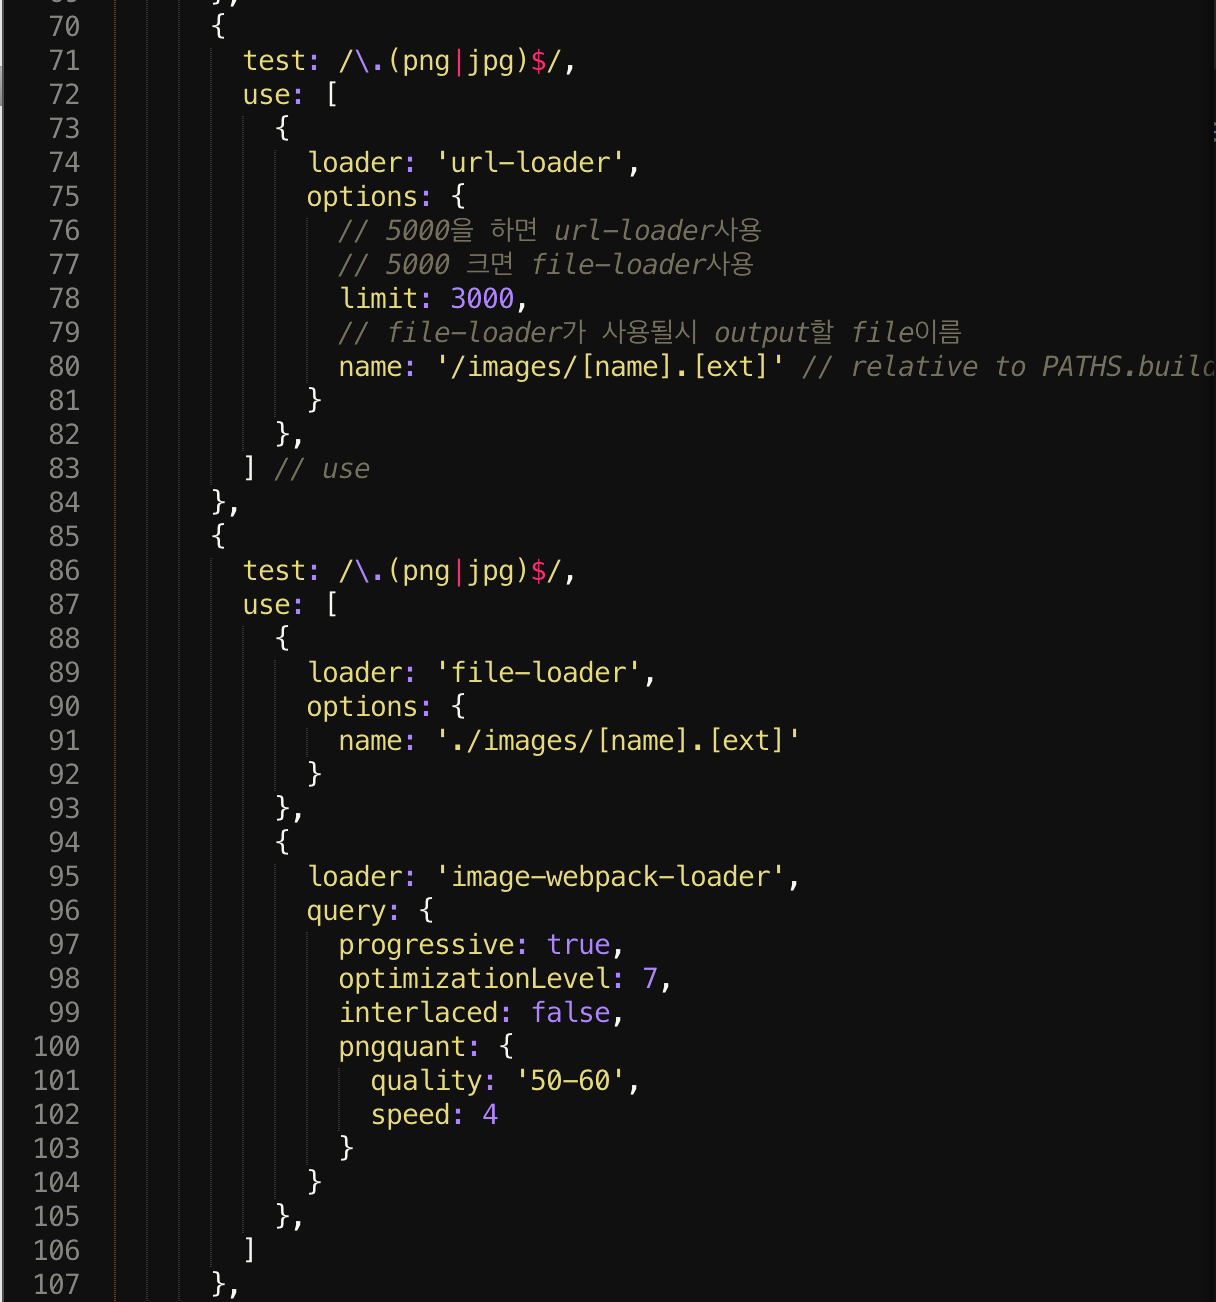 70 {
71 test: /\.(png|jpg)$/,
72 use: [
73 {
74 loader: 'url-loader',
75 options: {
76 // 5000을 하면 url-loader사용
77 // 5000 크면 file-loader사용
78 limit: 3000,
79 // file-loader가 사용될시 output할 file이름
80 name: '/images/[name].[ext]' // relative to PATHS.build
81 }
82 },
83 ] // use
84 },
85 {
86 test: /\.(png|jpg)$/,
87 use: [
88 {
89 loader: 'file-loader',
90 options: {
91 name: './images/[name].[ext]'
92 }
93 },
94 {
95 loader: 'image-webpack-loader',
96 query: {
97 progressive: true,
98 optimizationLevel: 7,
99 interlaced: false,
100 pngquant: {
101 quality: '50-60',
102 speed: 4
103 }
104 }
105 },
106 ]
107 },